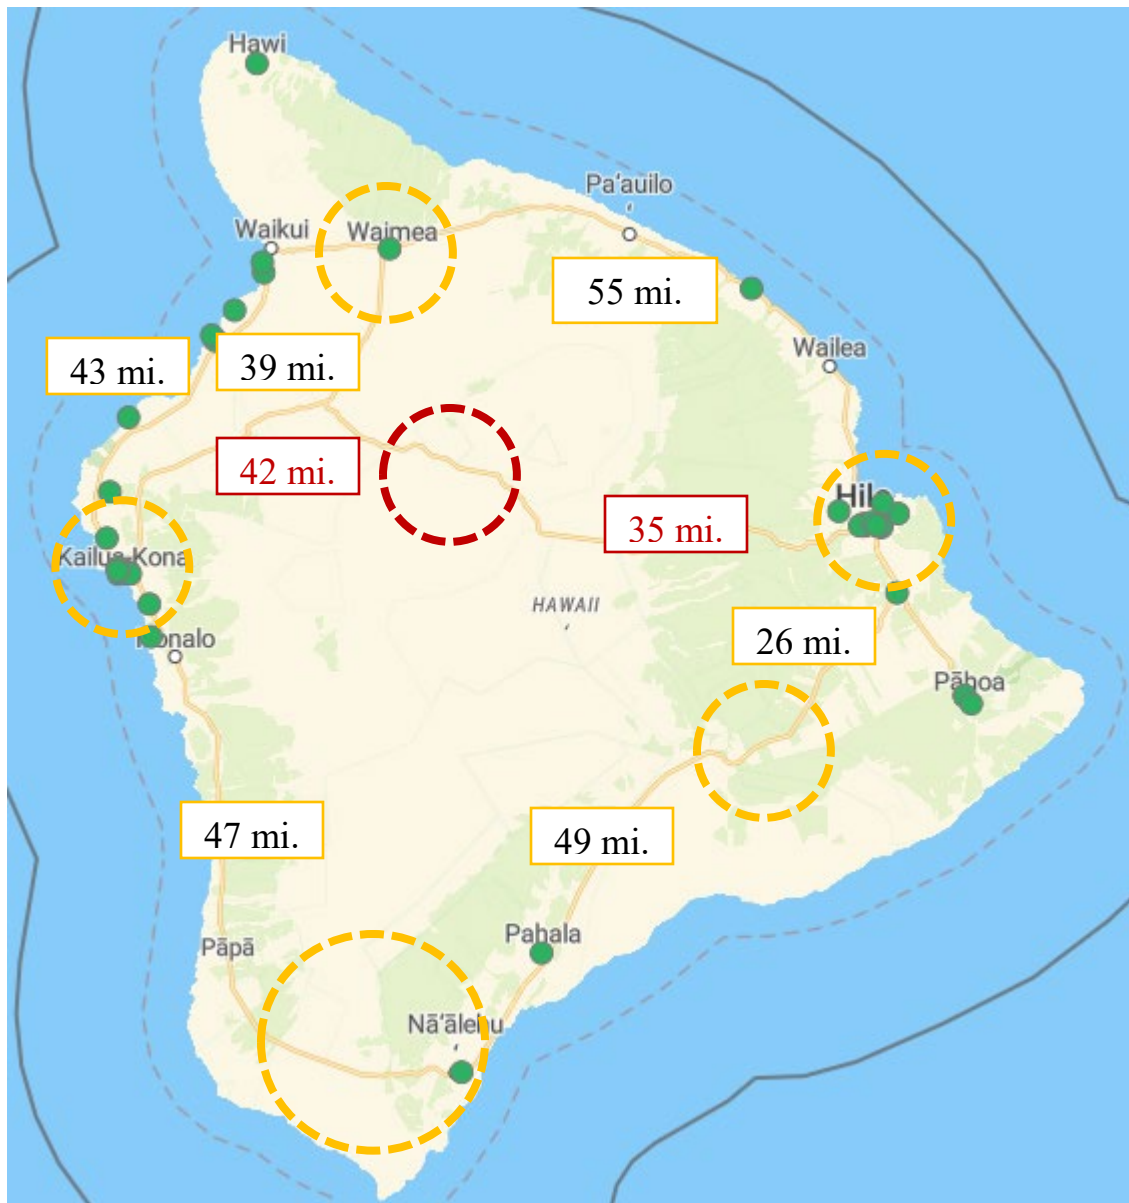 Hawi
Pa'auilo
Waikui
Waimea
55 mi.
43 mi.
39 mi.
Wailea
42 mi.
Hilo
35 mi.
Kailua-Kona
HAWAII
Honalo
26 mi.
Pāhoa
47 mi.
49 mi.
Pahala
Pāpā
Nā'ālehu